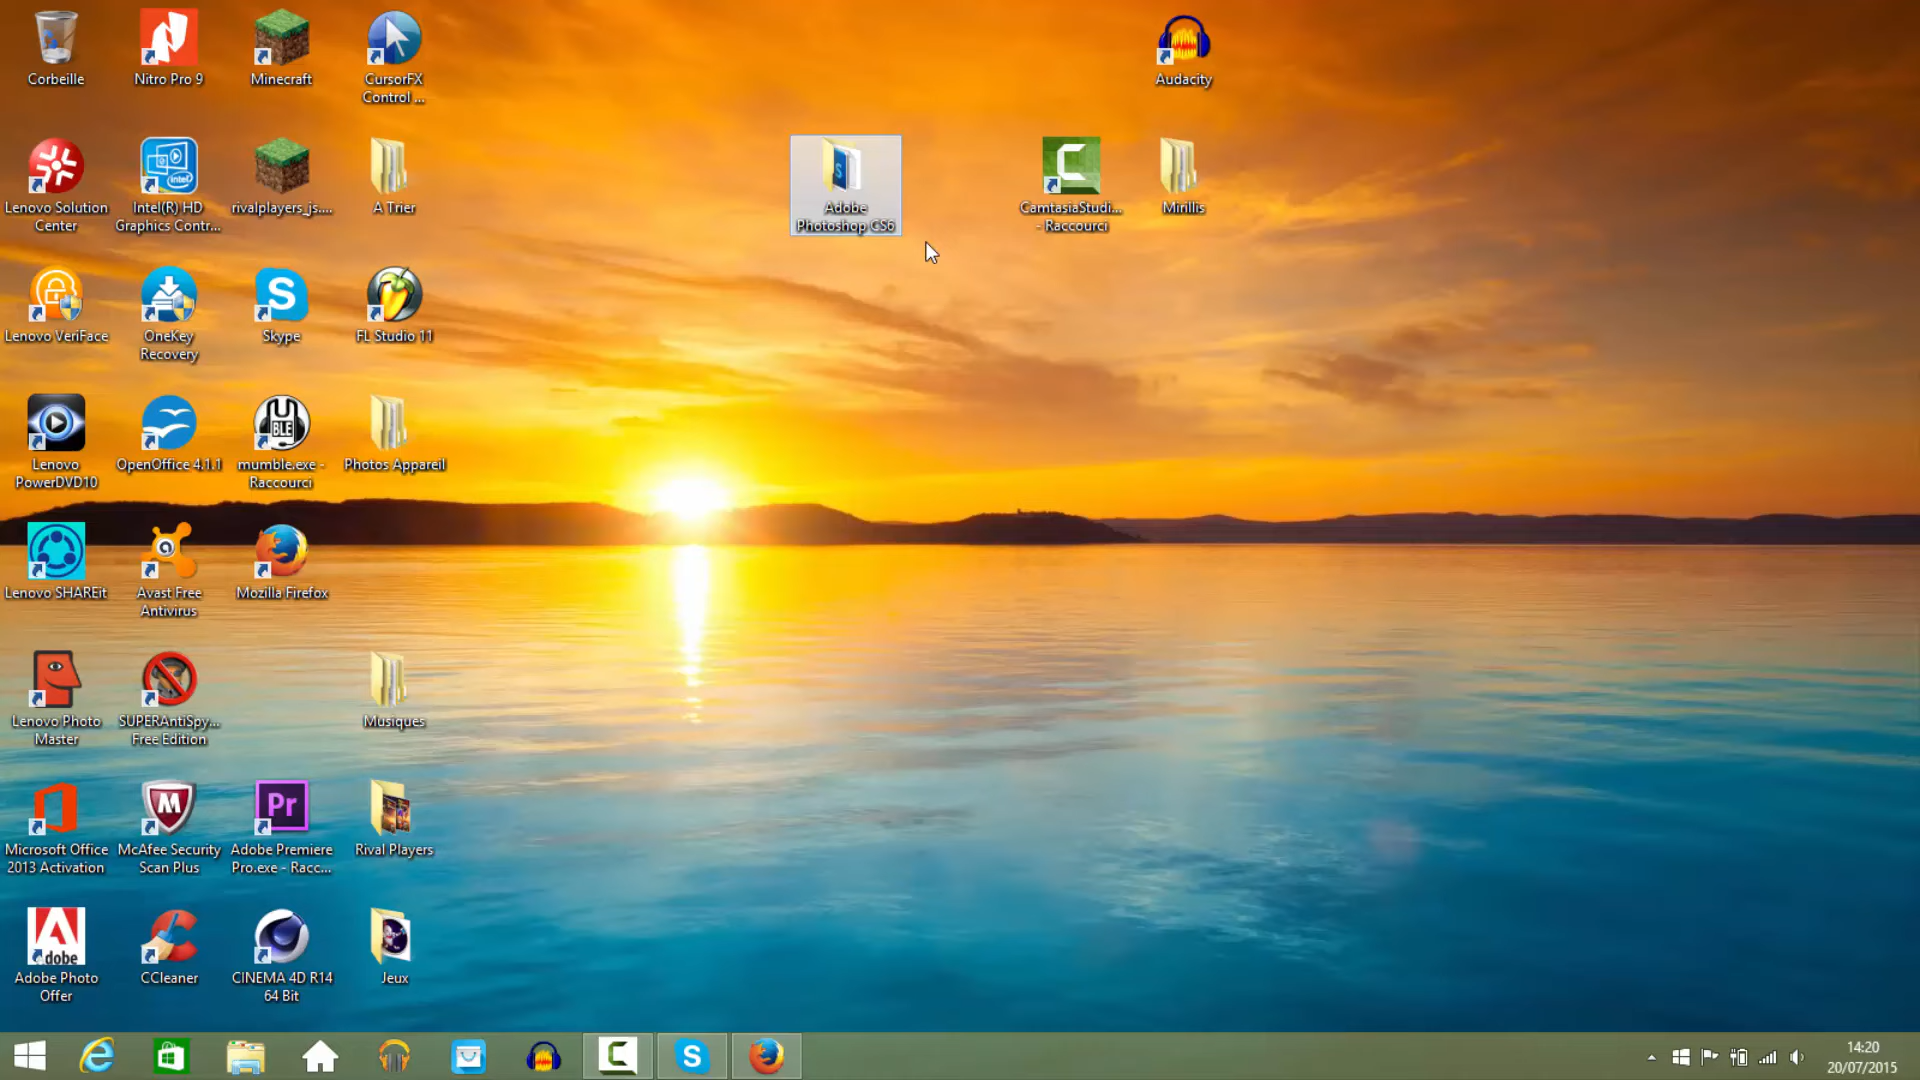 Corbeille
Nitro Pro 9
Minecraft
CursorFX
Control ...
Audacity
Lenovo Solution
Center
Intel(R) HD
Graphics Contr...
rivalplayers_js....
A Trier
Adobe
Photoshop CS6
CamtasiaStudi...
- Raccourci
Mirillis
Lenovo VeriFace
OneKey
Recovery
Skype
FL Studio 11
Lenovo
PowerDVD10
OpenOffice 4.1.1
mumble.exe -
Raccourci
Photos Appareil
Lenovo SHAREit
Avast Free
Antivirus
Mozilla Firefox
Lenovo Photo
Master
SUPERAntiSpy...
Free Edition
Musiques
Microsoft Office
2013 Activation
McAfee Security
Scan Plus
Adobe Premiere
Pro.exe - Racc...
Rival Players
Adobe Photo
Offer
CCleaner
CINEMA 4D R14
64 Bit
Jeux
14:20
20/07/2015